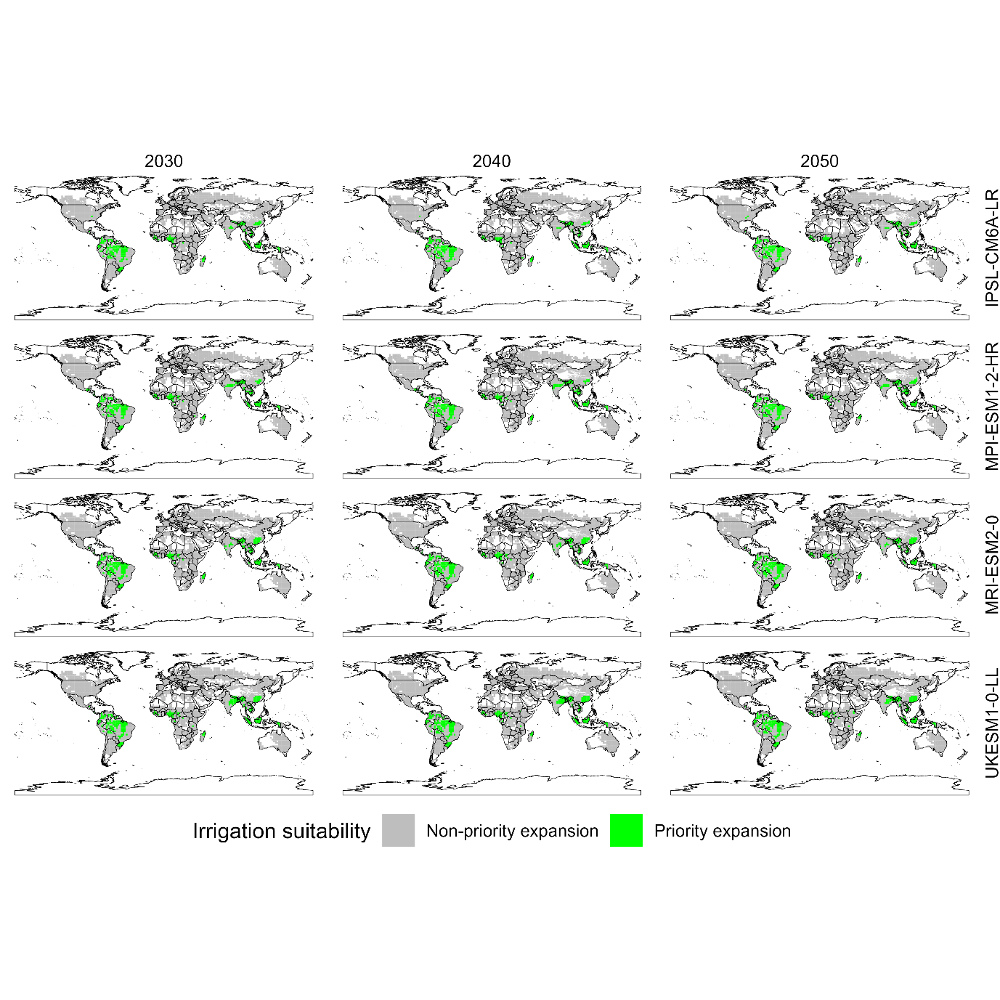 2030
2040
2050
IPSL-CM6A-LR
MPI-ESM1-2-HR
MRI-ESM2-0
UKESM1-0-LL
Irrigation suitability
Non-priority expansion
Priority expansion